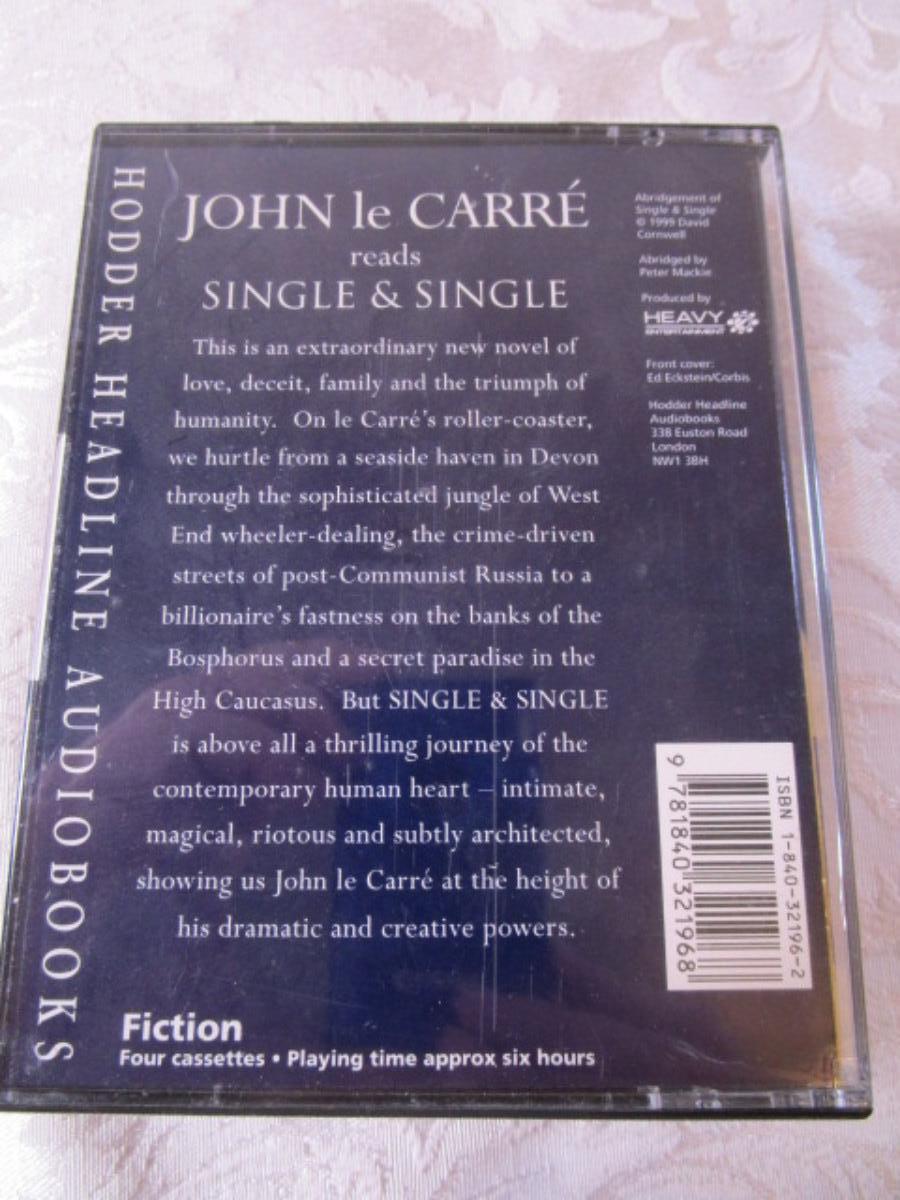 HODDER HEADLINE AUDIOBOOKS
JOHN le CARRÉ
reads
SINGLE & SINGLE
This is an extraordinary new novel of
love, deceit, family and the triumph of
humanity. On le Carré's roller-coaster,
we hurtle from a seaside haven in Devon
through the sophisticated jungle of West
End wheeler-dealing, the crime-driven
streets of post-Communist Russia to a
billionaire's fastness on the banks of the
Bosphorus and a secret paradise in the
High Caucasus. But SINGLE & SINGLE
is above all a thrilling journey of the
contemporary human heart – intimate,
magical, riotous and subtly architected,
showing us John le Carré at the height of
his dramatic and creative powers.
Fiction
Four cassettes • Playing time approx six hours
Abridgement of
Single & Single
© 1999 David
Cornwell
Abridged by
Peter Mackie
Produced by
HEAVY
ENTERTAINMENT
Front cover:
Ed Eckstein/Corbis
Hodder Headline
Audiobooks
338 Euston Road
London
NW1 3BH
ISBN 1-840-32196-2
9 781840 321968